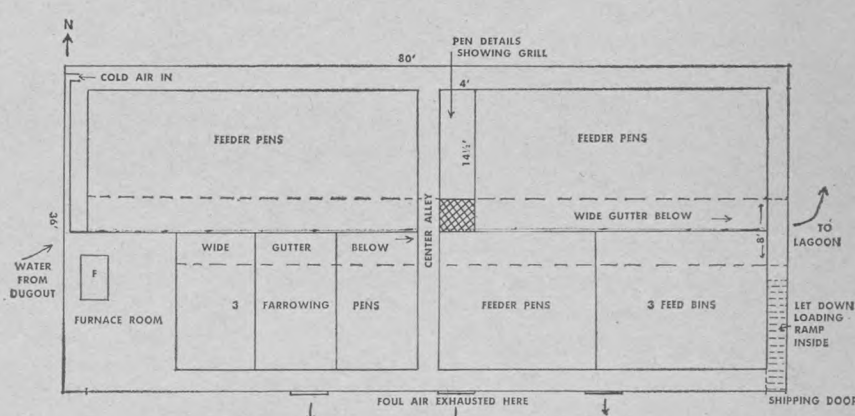 N
PEN DETAILS
SHOWING GRILL
80'
COLD AIR IN
4'
FEEDER PENS
FEEDER PENS
14½'
36'
WIDE GUTTER BELOW
CENTER ALLEY
8'
TO
LAGOON
WIDE GUTTER BELOW
WATER
FROM
DUGOUT
F
3 FARROWING PENS
FEEDER PENS
3 FEED BINS
FURNACE ROOM
LET DOWN
LOADING
RAMP
INSIDE
FOUL AIR EXHAUSTED HERE
SHIPPING DOOR